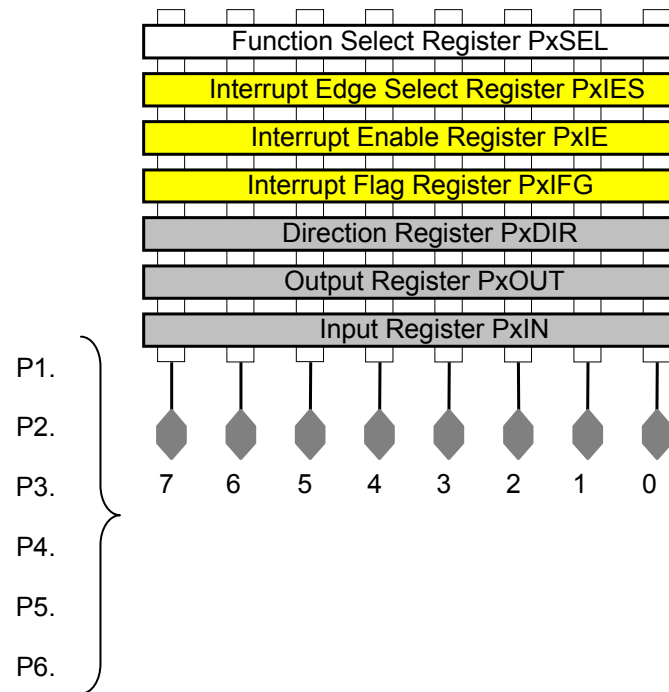 Function Select Register PxSEL
Interrupt Edge Select Register PxIES
Interrupt Enable Register PxIE
Interrupt Flag Register PxIFG
Direction Register PxDIR
Output Register PxOUT
Input Register PxIN
P1.
P2.
P3. 7 6 5 4 3 2 1 0
P4.
P5.
P6.